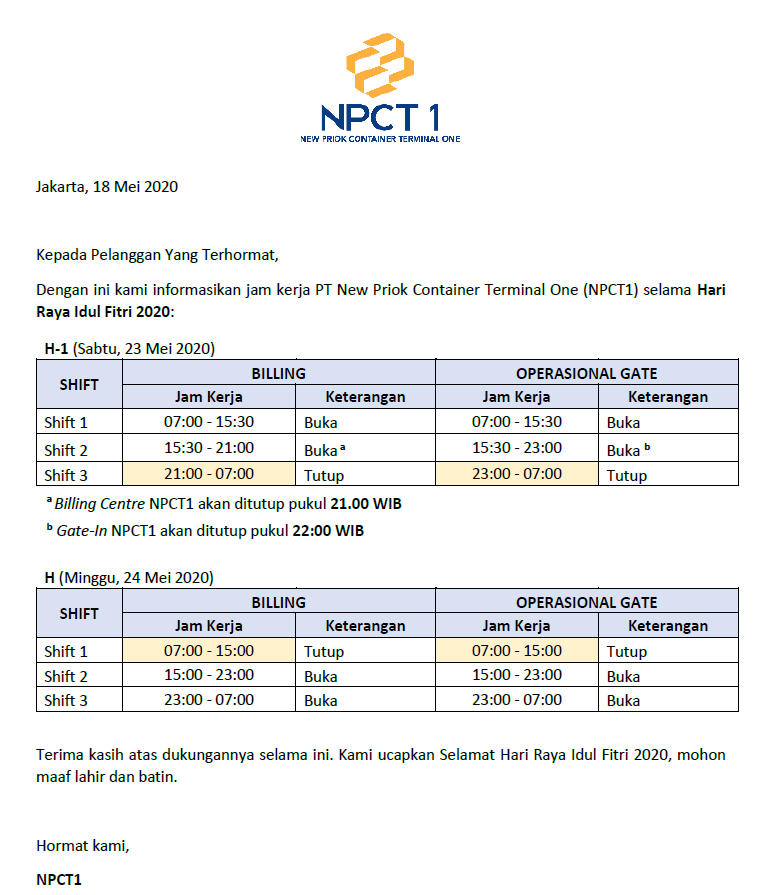 NPCT 1
NEW PRIOK CONTAINER TERMINAL ONE
Jakarta, 18 Mei 2020
Kepada Pelanggan Yang Terhormat,
Dengan ini kami informasikan jam kerja PT New Priok Container Terminal One (NPCT1) selama Hari
Raya Idul Fitri 2020:
H-1 (Sabtu, 23 Mei 2020)
SHIFT BILLING OPERASIONAL GATE
Jam Kerja Keterangan Jam Kerja Keterangan
Shift 1 07:00 - 15:30 Buka 07:00 - 15:30 Buka
Shift 2 15:30 - 21:00 Buka ᵃ 15:30 - 23:00 Buka ᵇ
Shift 3 21:00 - 07:00 Tutup 23:00 - 07:00 Tutup
ᵃ Billing Centre NPCT1 akan ditutup pukul 21.00 WIB
ᵇ Gate-In NPCT1 akan ditutup pukul 22:00 WIB
H (Minggu, 24 Mei 2020)
SHIFT BILLING OPERASIONAL GATE
Jam Kerja Keterangan Jam Kerja Keterangan
Shift 1 07:00 - 15:00 Tutup 07:00 - 15:00 Tutup
Shift 2 15:00 - 23:00 Buka 15:00 - 23:00 Buka
Shift 3 23:00 - 07:00 Buka 23:00 - 07:00 Buka
Terima kasih atas dukungannya selama ini. Kami ucapkan Selamat Hari Raya Idul Fitri 2020, mohon
maaf lahir dan batin.
Hormat kami,
NPCT1